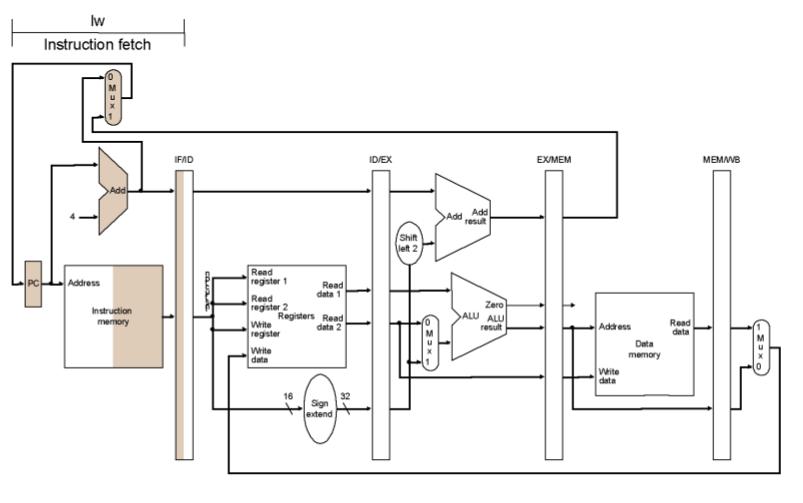 lw
Instruction fetch
0
M
u
x
1
IF/ID
ID/EX
EX/MEM
MEM/WB
Add
4
Add
Add
result
Shift
left 2
PC
Address
Instruction
memory
Read
register 1
Read
register 2
Write
register
Write
data
Registers
Read
data 1
Read
data 2
0
M
u
x
1
Zero
ALU
ALU
result
Address
Write
data
Data
memory
Read
data
1
M
u
x
0
16
Sign
extend
32